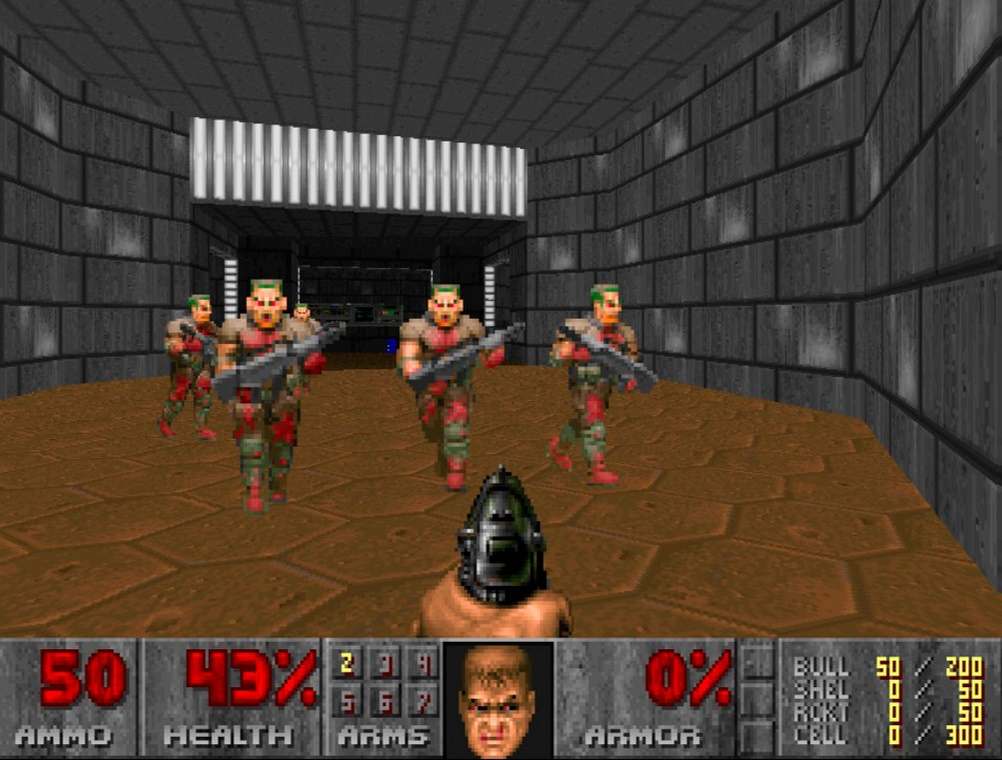 50 43% 2 3 4 0% BULL 50 / 200
5 6 7 SHEL 0 / 50
RCKT 0 / 50
AMMO HEALTH ARMS ARMOR CELL 0 / 300